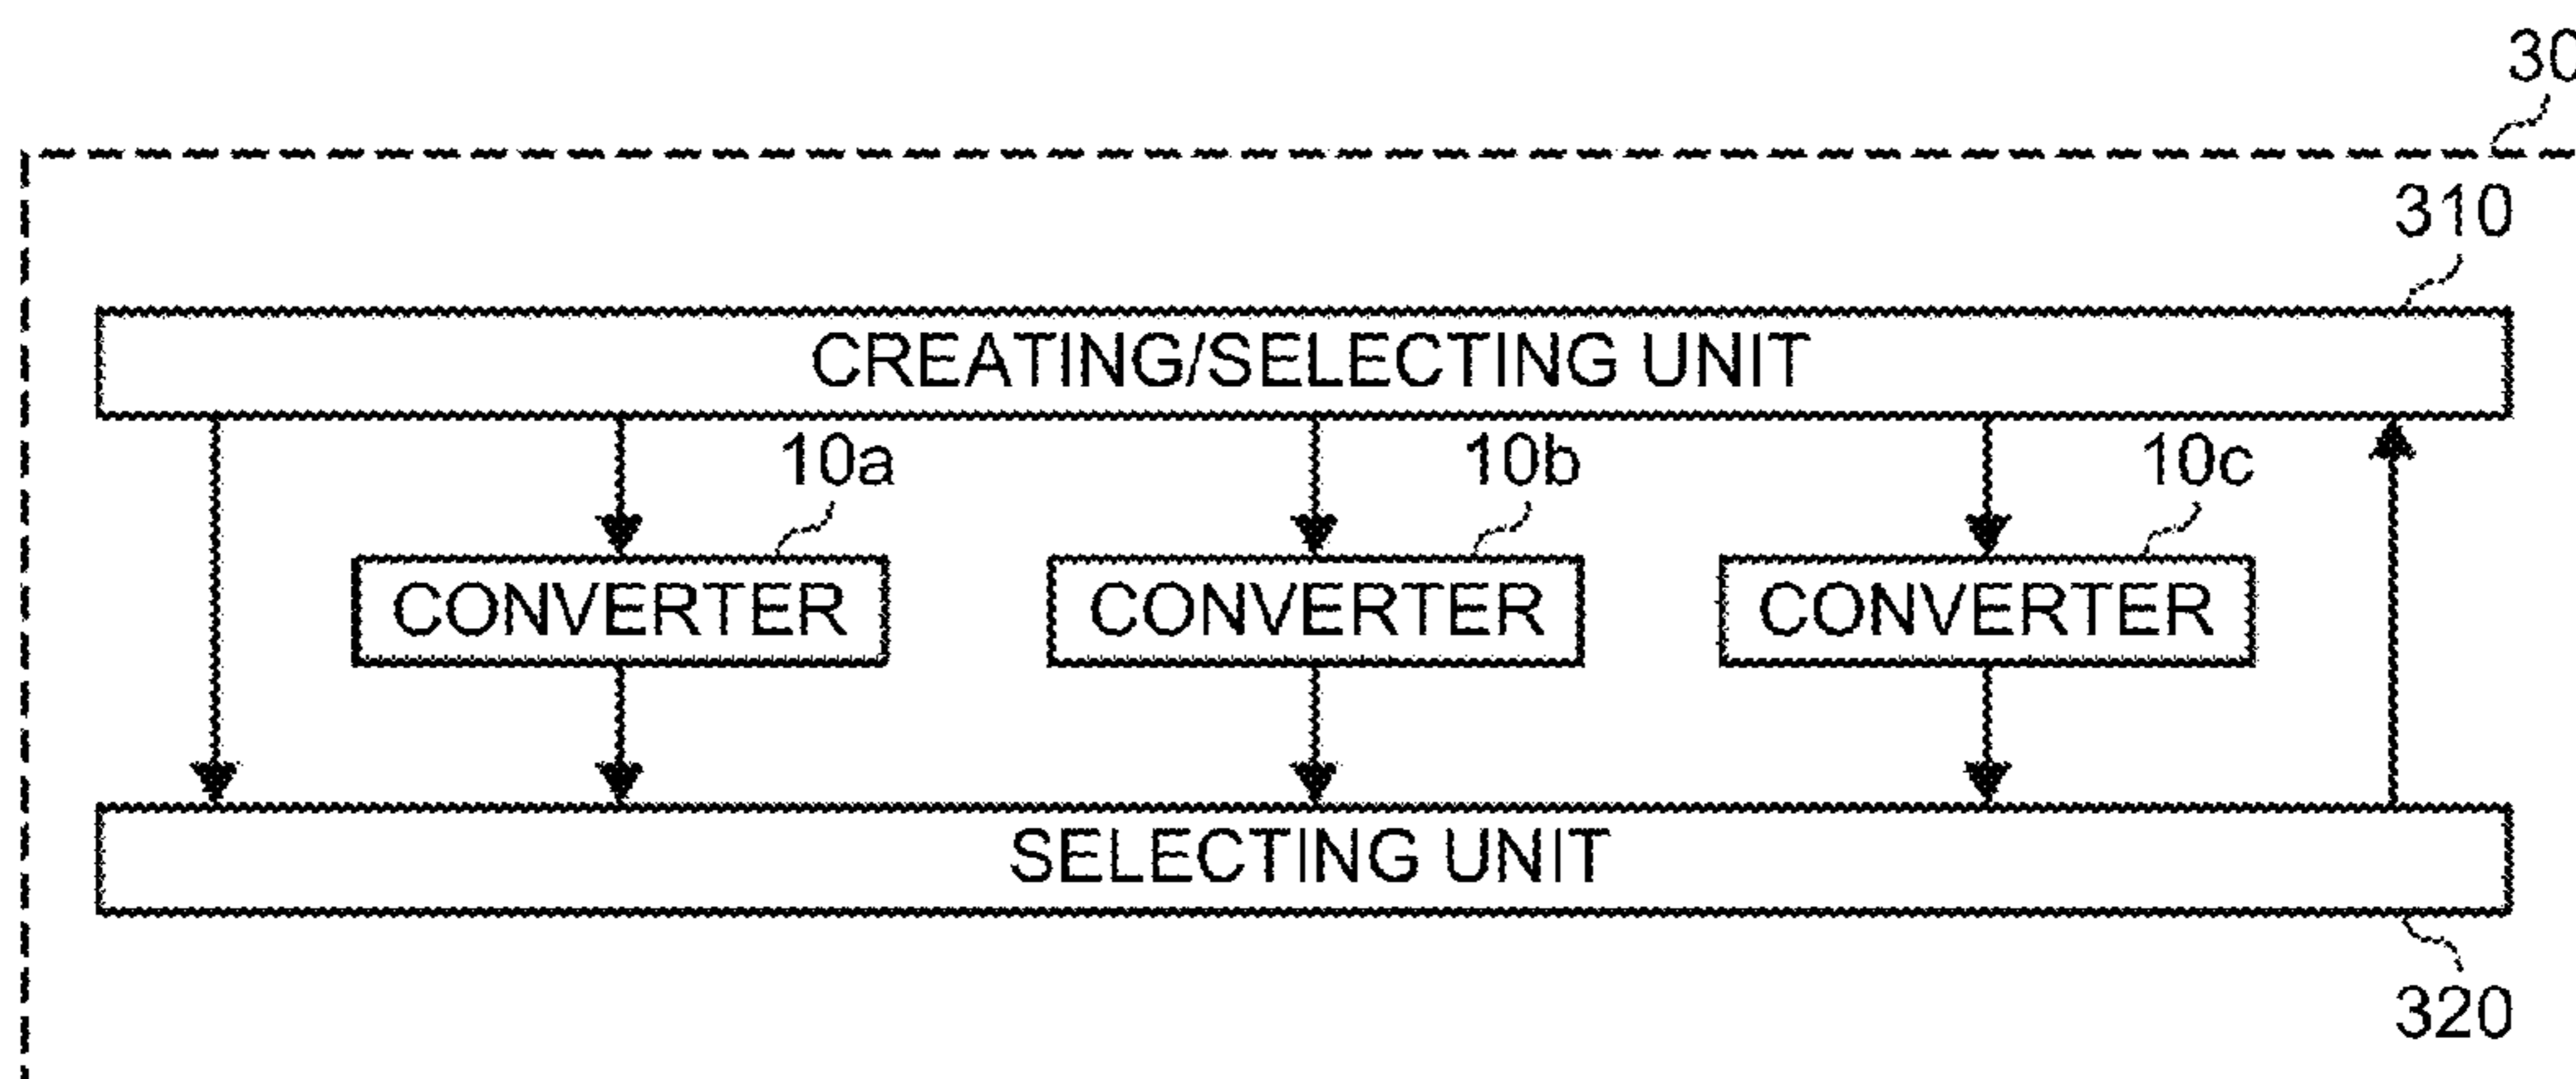 30
310
CREATING/SELECTING UNIT
10a
10b
10c
CONVERTER
CONVERTER
CONVERTER
SELECTING UNIT
320